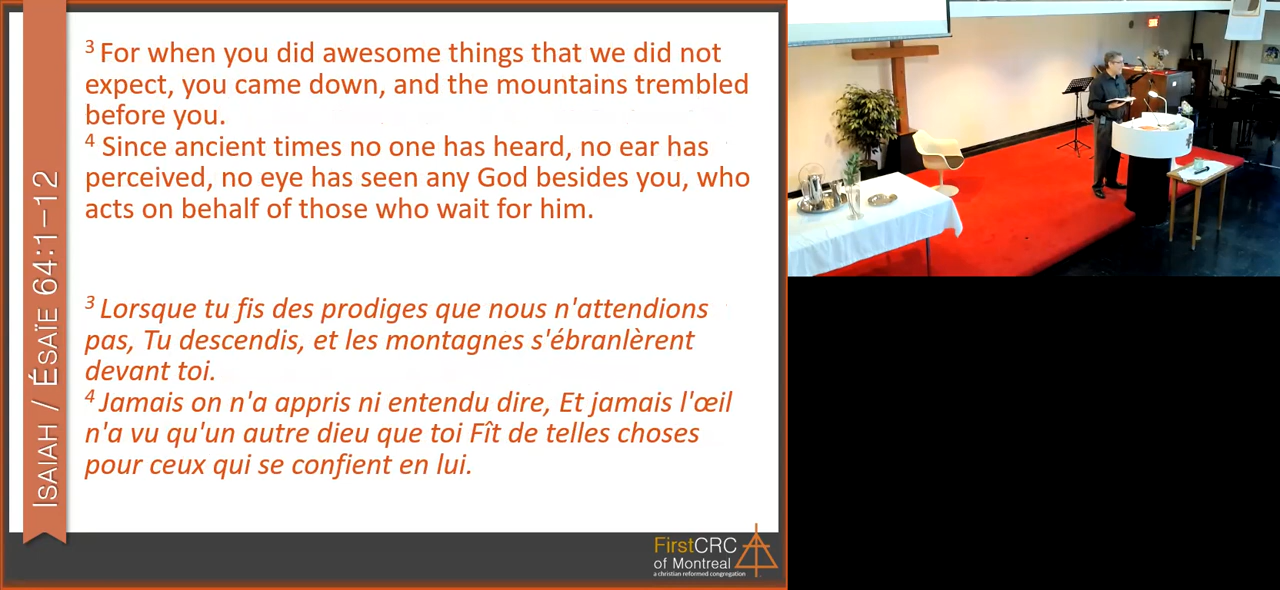 ISAIAH / ÉSAÏE 64:1–12
3 For when you did awesome things that we did not
expect, you came down, and the mountains trembled
before you.
4 Since ancient times no one has heard, no ear has
perceived, no eye has seen any God besides you, who
acts on behalf of those who wait for him.
3 Lorsque tu fis des prodiges que nous n'attendions
pas, Tu descendis, et les montagnes s'ébranlèrent
devant toi.
4 Jamais on n'a appris ni entendu dire, Et jamais l'œil
n'a vu qu'un autre dieu que toi Fît de telles choses
pour ceux qui se confient en lui.
FirstCRC
of Montreal
a christian reformed congregation